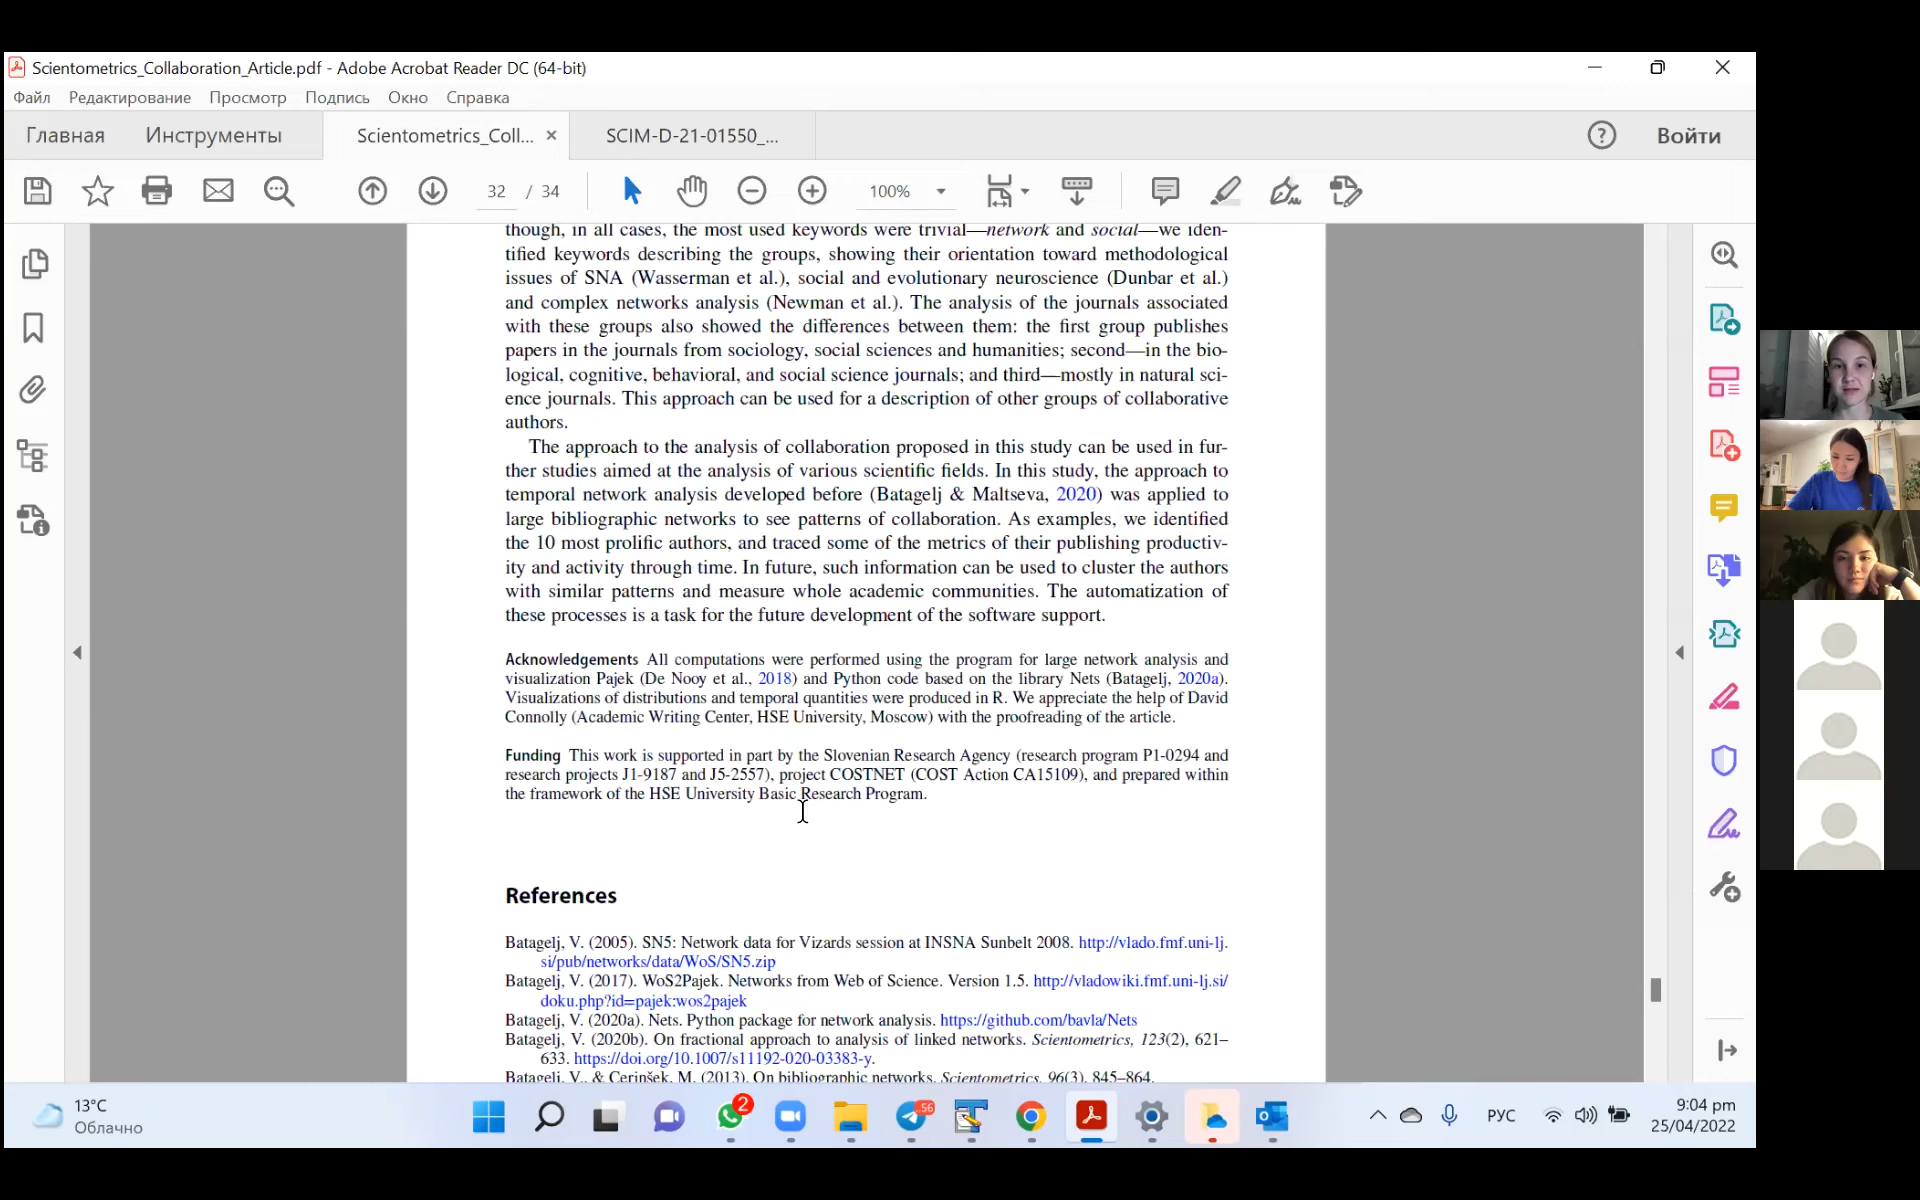 Scientometrics_Collaboration_Article.pdf - Adobe Acrobat Reader DC (64-bit)
Файл Редактирование Просмотр Подпись Окно Справка
Главная Инструменты Scientometrics_Coll... SCIM-D-21-01550_... Войти
32 / 34 100%
though, in all cases, the most used keywords were trivial—network and social—we iden-
tified keywords describing the groups, showing their orientation toward methodological
issues of SNA (Wasserman et al.), social and evolutionary neuroscience (Dunbar et al.)
and complex networks analysis (Newman et al.). The analysis of the journals associated
with these groups also showed the differences between them: the first group publishes
papers in the journals from sociology, social sciences and humanities; second—in the bio-
logical, cognitive, behavioral, and social science journals; and third—mostly in natural sci-
ence journals. This approach can be used for a description of other groups of collaborative
authors.
The approach to the analysis of collaboration proposed in this study can be used in fur-
ther studies aimed at the analysis of various scientific fields. In this study, the approach to
temporal network analysis developed before (Batagelj & Maltseva, 2020) was applied to
large bibliographic networks to see patterns of collaboration. As examples, we identified
the 10 most prolific authors, and traced some of the metrics of their publishing productiv-
ity and activity through time. In future, such information can be used to cluster the authors
with similar patterns and measure whole academic communities. The automatization of
these processes is a task for the future development of the software support.
Acknowledgements All computations were performed using the program for large network analysis and
visualization Pajek (De Nooy et al., 2018) and Python code based on the library Nets (Batagelj, 2020a).
Visualizations of distributions and temporal quantities were produced in R. We appreciate the help of David
Connolly (Academic Writing Center, HSE University, Moscow) with the proofreading of the article.
Funding This work is supported in part by the Slovenian Research Agency (research program P1-0294 and
research projects J1-9187 and J5-2557), project COSTNET (COST Action CA15109), and prepared within
the framework of the HSE University Basic Research Program.
References
Batagelj, V. (2005). SN5: Network data for Vizards session at INSNA Sunbelt 2008. http://vlado.fmf.uni-lj.
si/pub/networks/data/WoS/SN5.zip
Batagelj, V. (2017). WoS2Pajek. Networks from Web of Science. Version 1.5. http://vladowiki.fmf.uni-lj.si/
doku.php?id=pajek:wos2pajek
Batagelj, V. (2020a). Nets. Python package for network analysis. https://github.com/bavla/Nets
Batagelj, V. (2020b). On fractional approach to analysis of linked networks. Scientometrics, 123(2), 621–
633. https://doi.org/10.1007/s11192-020-03383-y.
Batagelj, V., & Cerinšek, M. (2013). On bibliographic networks. Scientometrics, 96(3), 845–864.
13°C
Облачно
2
56
РУС
9:04 pm
25/04/2022